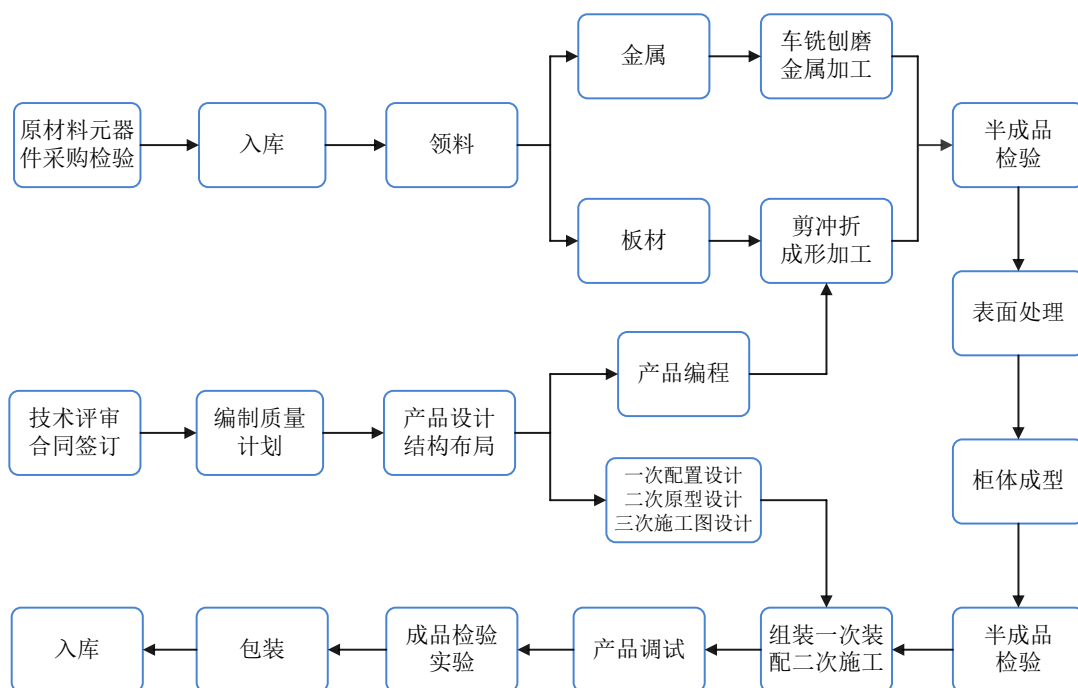 金属
车铣刨磨
金属加工
原材料元器
件采购检验
入库
领料
半成品
检验
板材
剪冲折
成形加工
表面处理
产品编程
技术评审
合同签订
编制质量
计划
产品设计
结构布局
一次配置设计
二次原型设计
三次施工图设计
柜体成型
入库
包装
成品检验
实验
产品调试
组装一次装
配二次施工
半成品
检验